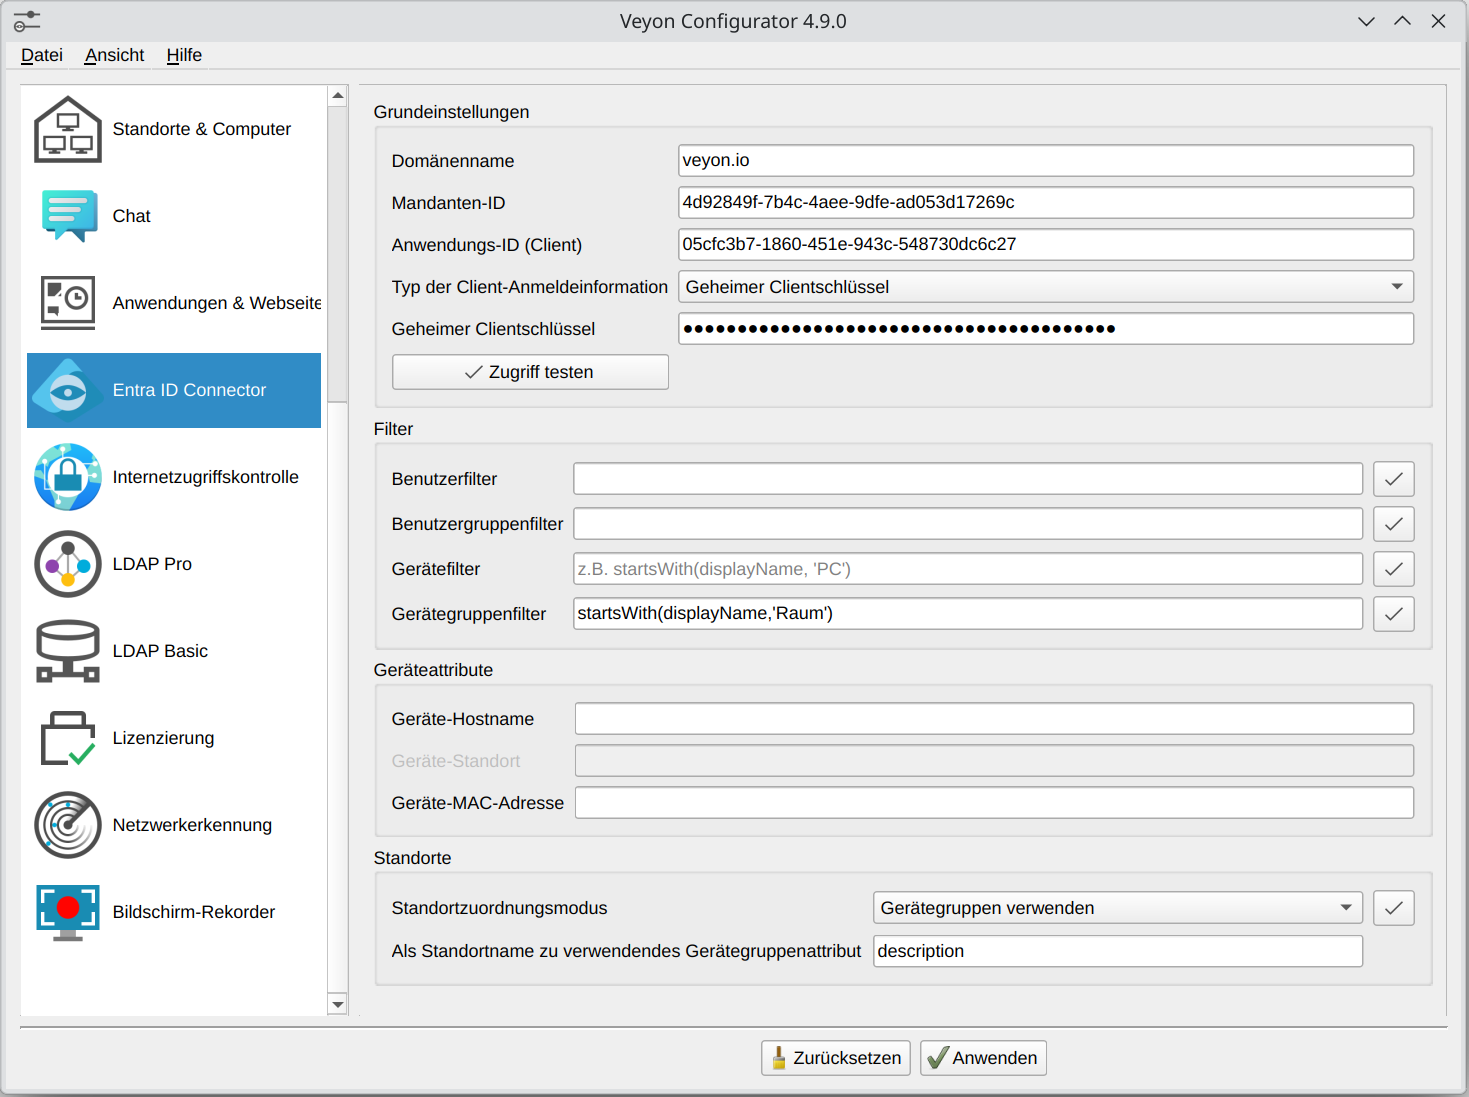 Veyon Configurator 4.9.0
Datei Ansicht Hilfe
Standorte & Computer
Chat
Anwendungen & Webseite
Entra ID Connector
Internetzugriffskontrolle
LDAP Pro
LDAP Basic
Lizenzierung
Netzwerkerkennung
Bildschirm-Rekorder
Grundeinstellungen
Domänenname veyon.io
Mandanten-ID 4d92849f-7b4c-4aee-9dfe-ad053d17269c
Anwendungs-ID (Client) 05cfc3b7-1860-451e-943c-548730dc6c27
Typ der Client-Anmeldeinformation Geheimer Clientschlüssel
Geheimer Clientschlüssel ●●●●●●●●●●●●●●●●●●●●●●●●●●●●●●●●●●●●●●●●
Zugriff testen
Filter
Benutzerfilter
Benutzergruppenfilter
Gerätefilter z.B. startsWith(displayName, 'PC')
Gerätegruppenfilter startsWith(displayName,'Raum')
Geräteattribute
Geräte-Hostname
Geräte-Standort
Geräte-MAC-Adresse
Standorte
Standortzuordnungsmodus Gerätegruppen verwenden
Als Standortname zu verwendendes Gerätegruppenattribut description
Zurücksetzen Anwenden